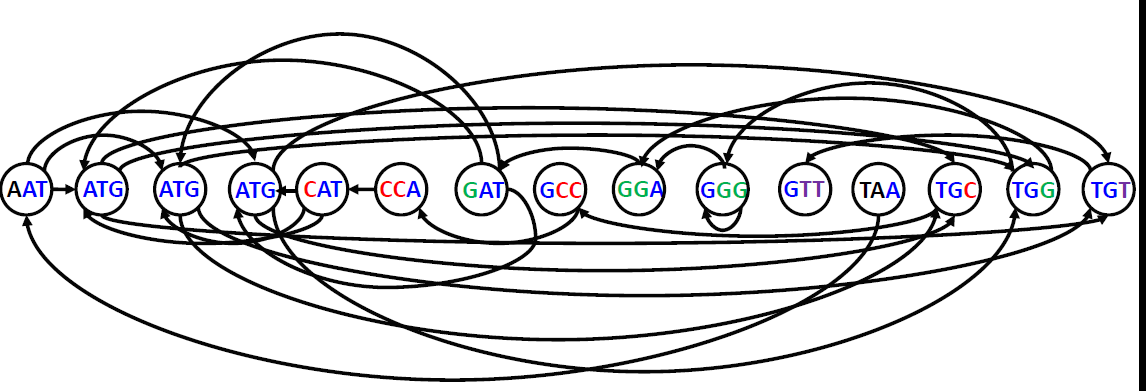 AAT ATG ATG ATG CAT CCA GAT GCC GGA GGG GTT TAA TGC TGG TGT